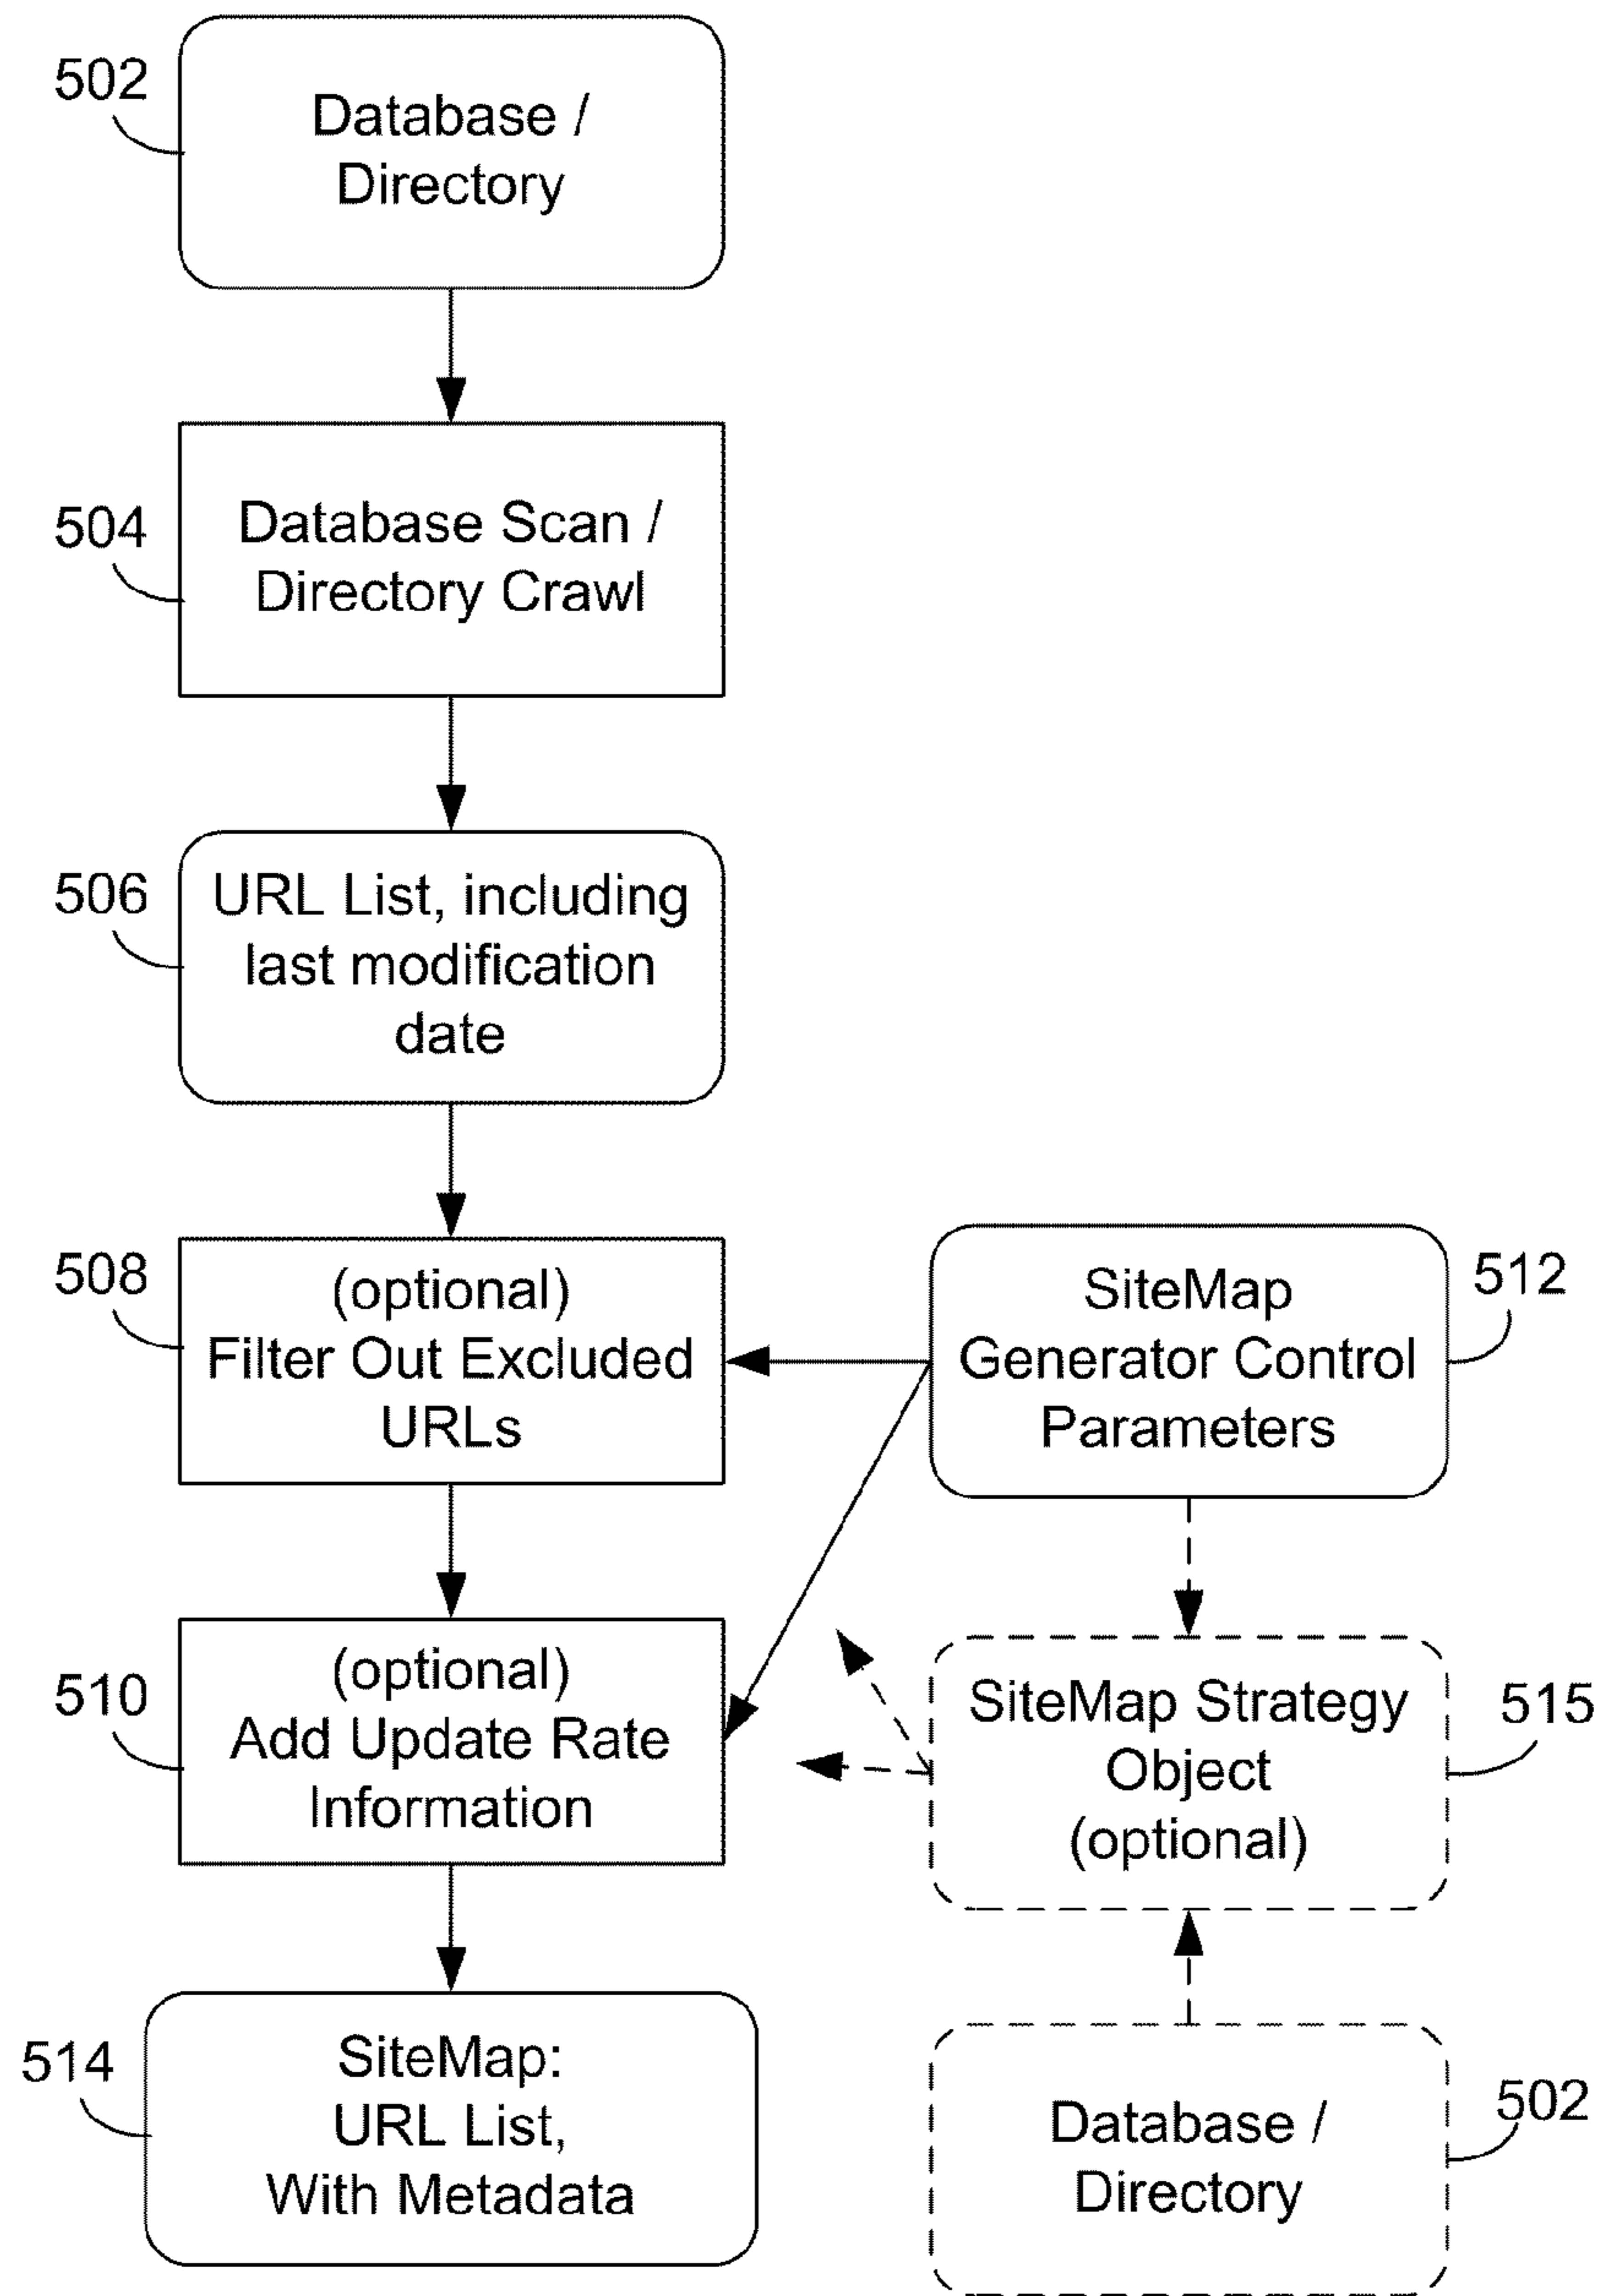 502
Database /
Directory
504
Database Scan /
Directory Crawl
506
URL List, including
last modification
date
508
(optional)
Filter Out Excluded
URLs
SiteMap
Generator Control
Parameters
512
510
(optional)
Add Update Rate
Information
SiteMap Strategy
Object
(optional)
515
514
SiteMap:
URL List,
With Metadata
Database /
Directory
502